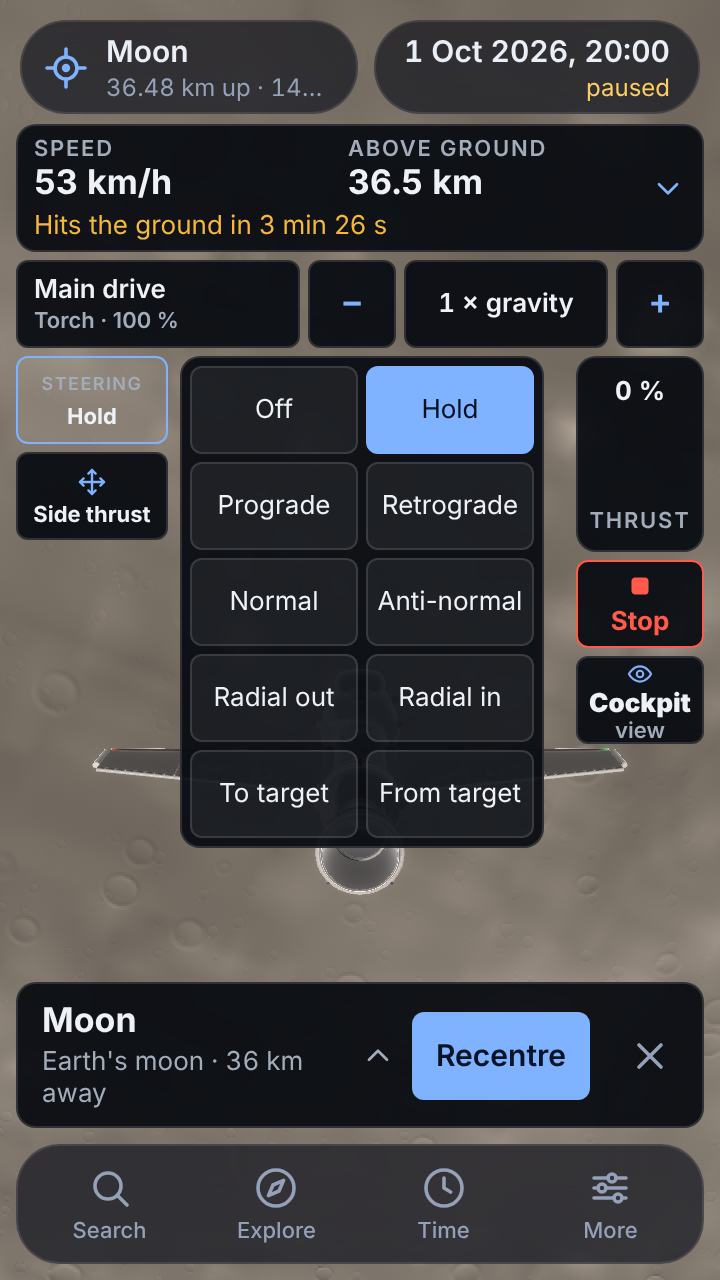 Moon
36.48 km up · 14...
1 Oct 2026, 20:00
paused
SPEED
53 km/h
ABOVE GROUND
36.5 km
Hits the ground in 3 min 26 s
Main drive
Torch · 100 %
−
1 × gravity
+
STEERING
Hold
Side thrust
Off
Hold
Prograde
Retrograde
Normal
Anti-normal
Radial out
Radial in
To target
From target
0 %
THRUST
Stop
Cockpit
view
Moon
Earth's moon · 36 km
away
Recentre
Search
Explore
Time
More